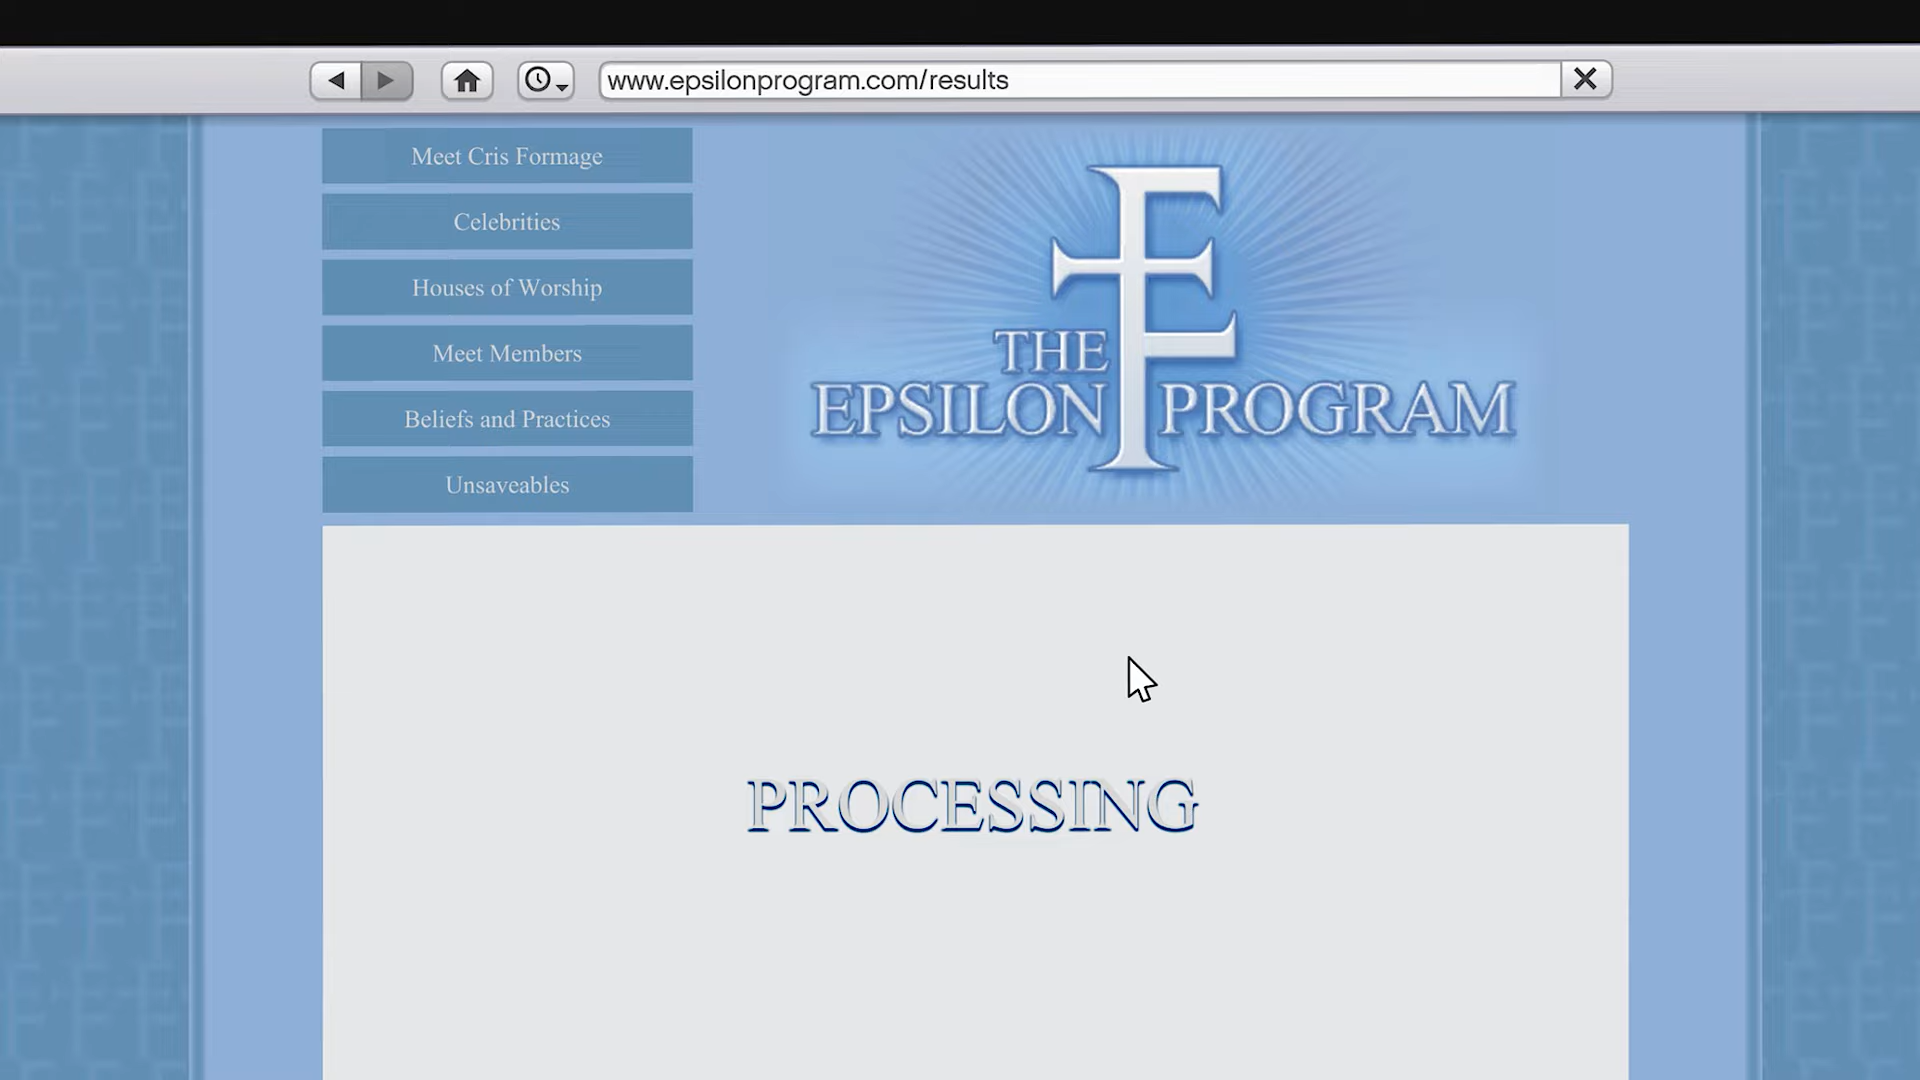 www.epsilonprogram.com/results
Meet Cris Formage
Celebrities
Houses of Worship
Meet Members
Beliefs and Practices
Unsaveables
THE
EPSILON PROGRAM
PROCESSING